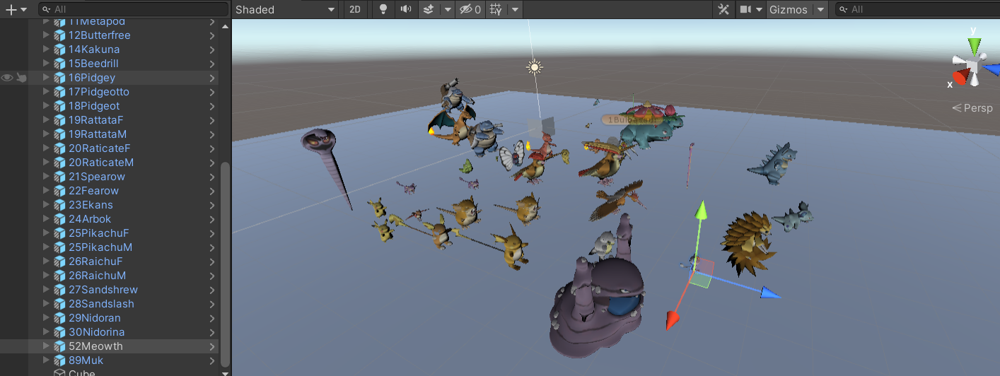 All
Shaded
2D
0
Gizmos
All
11Metapod
12Butterfree
14Kakuna
15Beedrill
16Pidgey
17Pidgeotto
18Pidgeot
19RattataF
19RattataM
20RaticateF
20RaticateM
21Spearow
22Fearow
23Ekans
24Arbok
25PikachuF
25PikachuM
26RaichuF
26RaichuM
27Sandshrew
28Sandslash
29Nidoran
30Nidorina
52Meowth
89Muk
Cube
y
x
Persp
1Bulbasaur